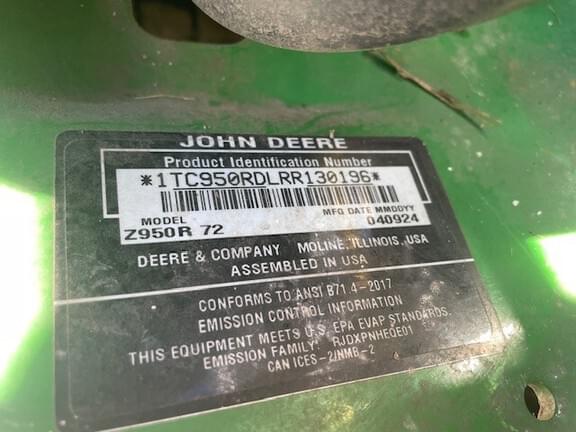 JOHN DEERE
Product Identification Number
*1TC950RDLRR130196*
MODEL MFG DATE MMDDYY
Z950R 72 040924
DEERE & COMPANY MOLINE, ILLINOIS, USA
ASSEMBLED IN USA
CONFORMS TO ANSI B71.4-2017
EMISSION CONTROL INFORMATION
THIS EQUIPMENT MEETS U.S. EPA EVAP STANDARDS.
EMISSION FAMILY: RJDXPNHEQE01
CAN ICES-2/NMB-2